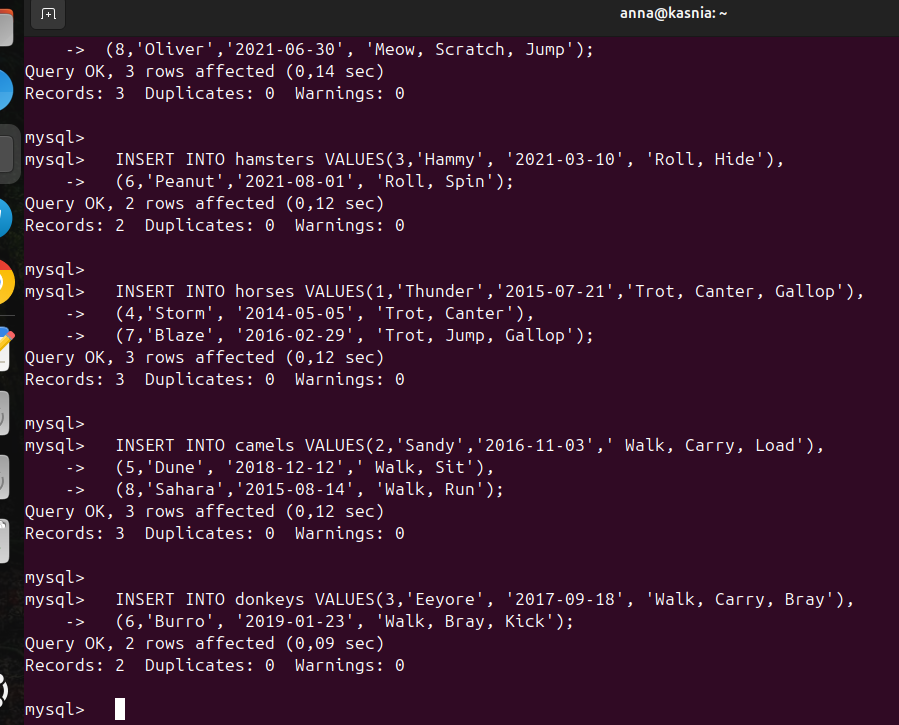 anna@kasnia: ~
-> (8,'Oliver','2021-06-30', 'Meow, Scratch, Jump');
Query OK, 3 rows affected (0,14 sec)
Records: 3  Duplicates: 0  Warnings: 0
mysql>
mysql>   INSERT INTO hamsters VALUES(3,'Hammy', '2021-03-10', 'Roll, Hide'),
->   (6,'Peanut','2021-08-01', 'Roll, Spin');
Query OK, 2 rows affected (0,12 sec)
Records: 2  Duplicates: 0  Warnings: 0
mysql>
mysql>   INSERT INTO horses VALUES(1,'Thunder','2015-07-21','Trot, Canter, Gallop'),
->   (4,'Storm', '2014-05-05', 'Trot, Canter'),
->   (7,'Blaze', '2016-02-29', 'Trot, Jump, Gallop');
Query OK, 3 rows affected (0,12 sec)
Records: 3  Duplicates: 0  Warnings: 0
mysql>
mysql>   INSERT INTO camels VALUES(2,'Sandy','2016-11-03',' Walk, Carry, Load'),
->   (5,'Dune', '2018-12-12',' Walk, Sit'),
->   (8,'Sahara','2015-08-14', 'Walk, Run');
Query OK, 3 rows affected (0,12 sec)
Records: 3  Duplicates: 0  Warnings: 0
mysql>
mysql>   INSERT INTO donkeys VALUES(3,'Eeyore', '2017-09-18', 'Walk, Carry, Bray'),
->   (6,'Burro', '2019-01-23', 'Walk, Bray, Kick');
Query OK, 2 rows affected (0,09 sec)
Records: 2  Duplicates: 0  Warnings: 0
mysql>